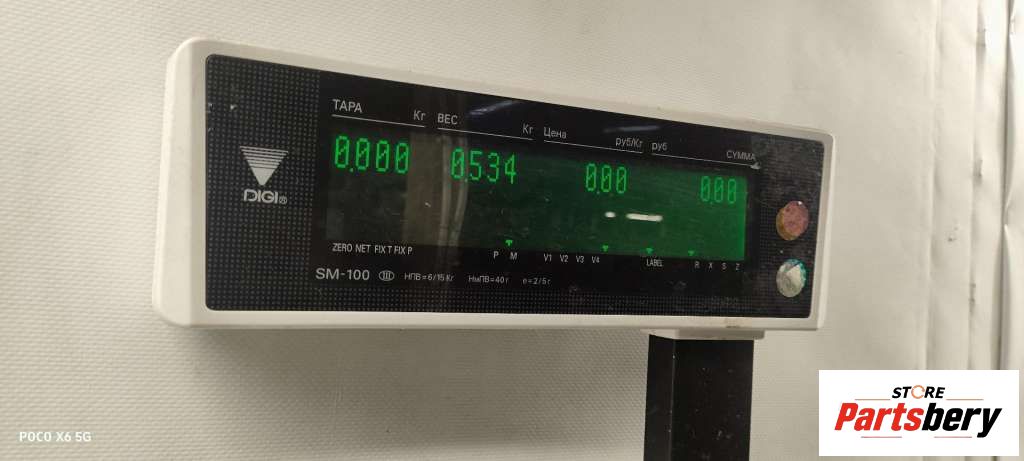 ТАРА Кг ВЕС Кг Цена руб/Кг руб СУММА
0.000 0.534 0.00 0.00
DIGI®
ZERO NET FIX T FIX P P M V1 V2 V3 V4 LABEL R X S Z
SM-100 III НПВ=6/15 Кг НмПВ=40г e=2/5г
STORE
Partsbery
POCO X6 5G